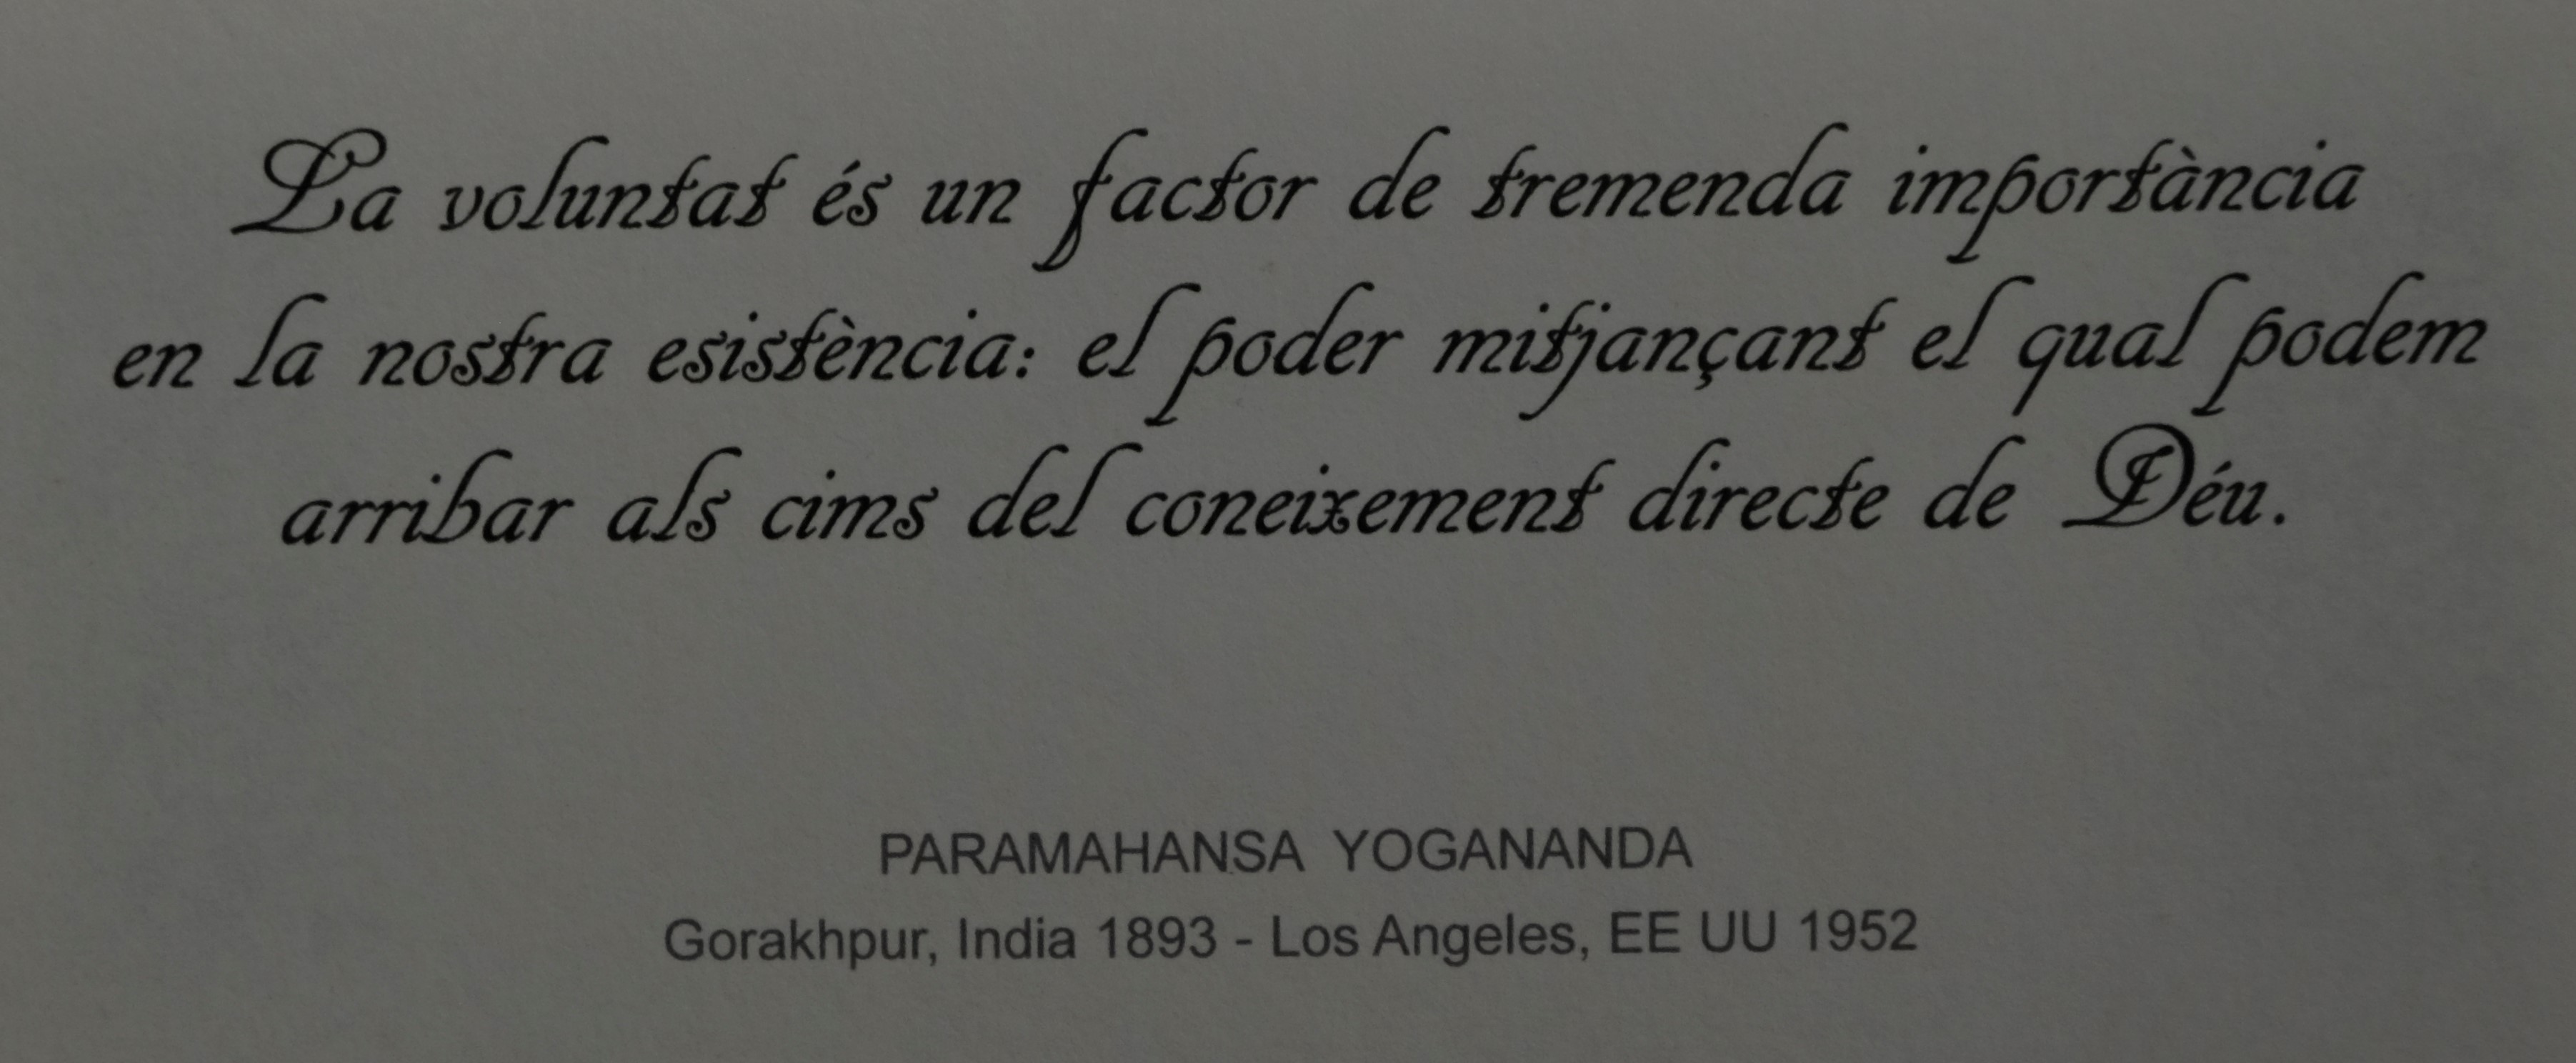 La voluntat és un factor de tremenda importància
en la nostra esistència: el poder mitjançant el qual podem
arribar als cims del coneixement directe de Déu.
PARAMAHANSA YOGANANDA
Gorakhpur, India 1893 - Los Angeles, EE UU 1952